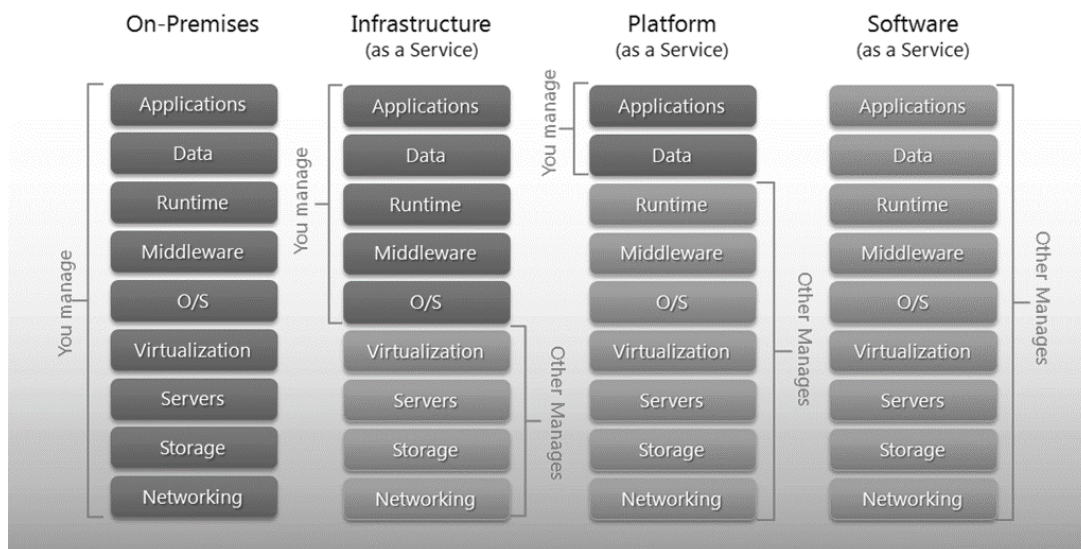 On-Premises
Applications
Data
Runtime
Middleware
O/S
Virtualization
Servers
Storage
Networking
You manage
Infrastructure
(as a Service)
Applications
Data
Runtime
Middleware
O/S
Virtualization
Servers
Storage
Networking
You manage
Other Manages
Platform
(as a Service)
Applications
Data
Runtime
Middleware
O/S
Virtualization
Servers
Storage
Networking
You manage
Other Manages
Software
(as a Service)
Applications
Data
Runtime
Middleware
O/S
Virtualization
Servers
Storage
Networking
Other Manages